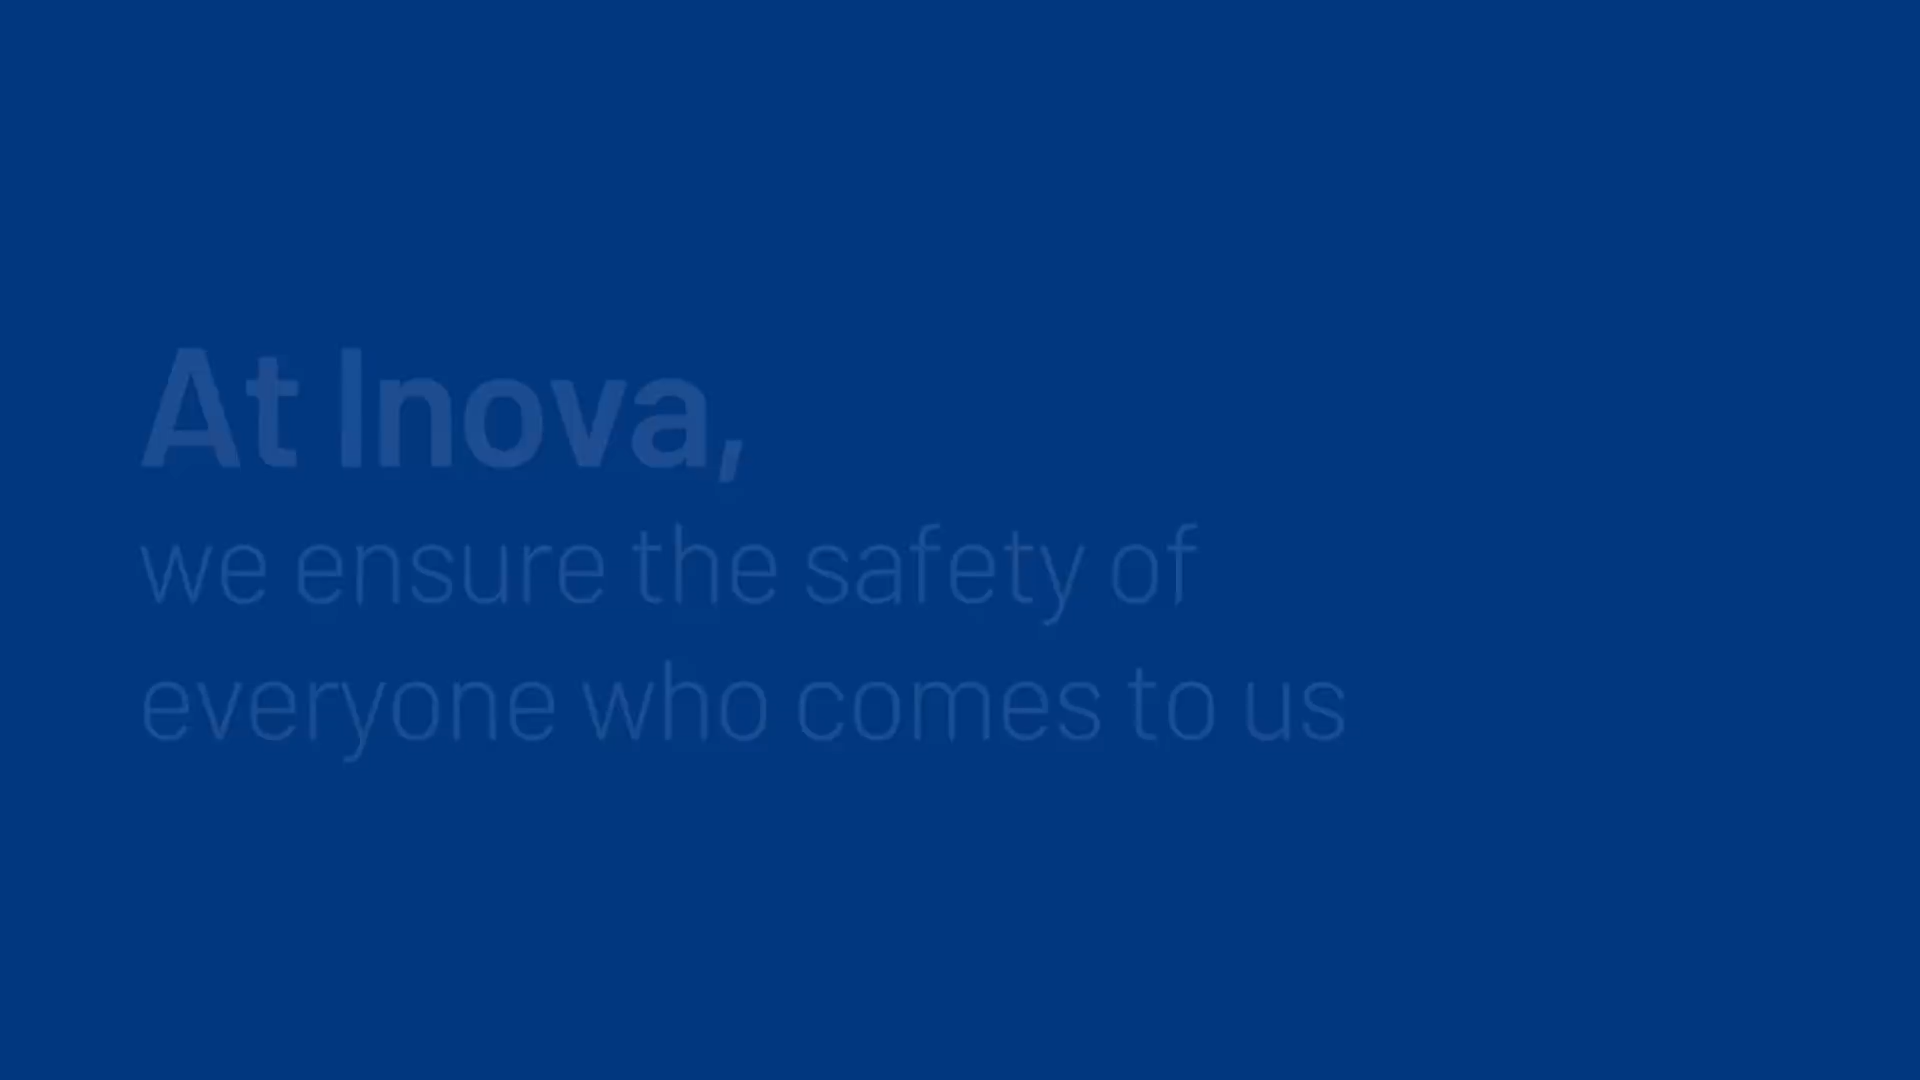 At Inova,
we ensure the safety of
everyone who comes to us